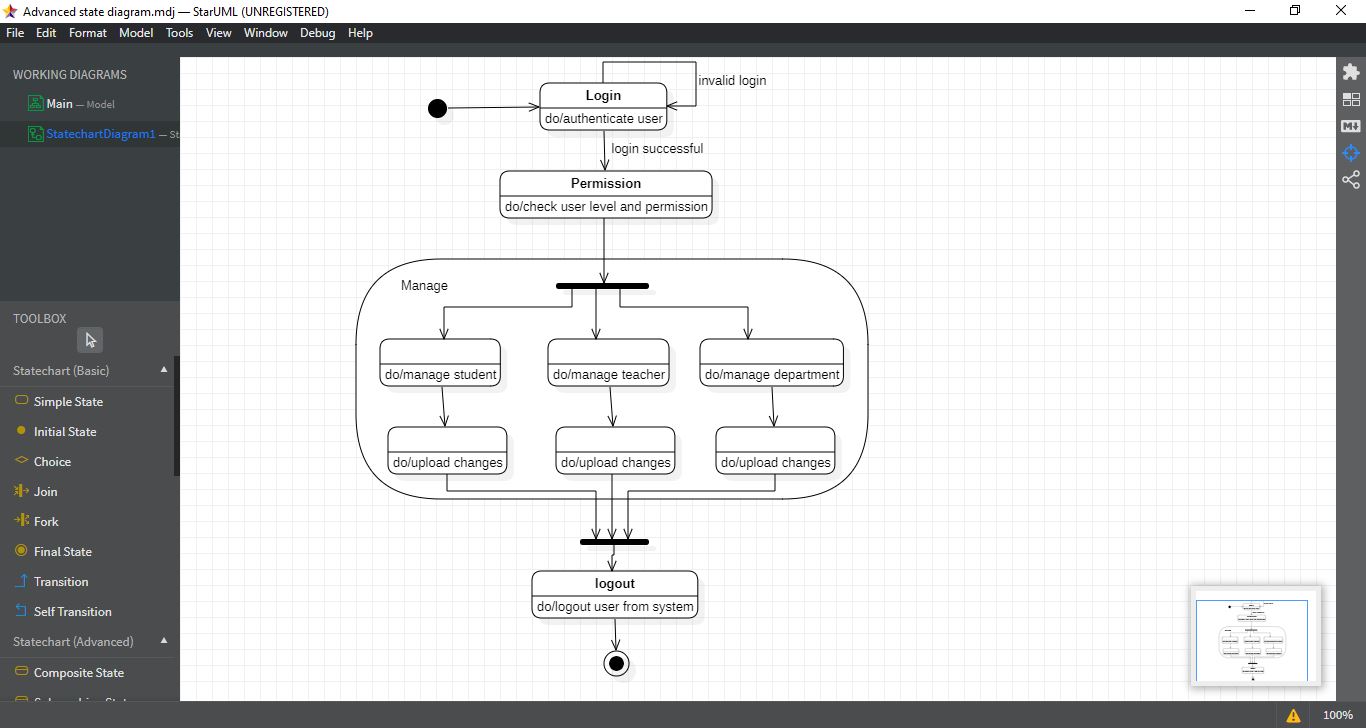 Advanced state diagram.mdj — StarUML (UNREGISTERED)
File Edit Format Model Tools View Window Debug Help
WORKING DIAGRAMS
Main — Model
StatechartDiagram1 — St
TOOLBOX
Statechart (Basic)
Simple State
Initial State
Choice
Join
Fork
Final State
Transition
Self Transition
Statechart (Advanced)
Composite State
invalid login
Login
do/authenticate user
login successful
Permission
do/check user level and permission
Manage
do/manage student
do/manage teacher
do/manage department
do/upload changes
do/upload changes
do/upload changes
logout
do/logout user from system
M
100%